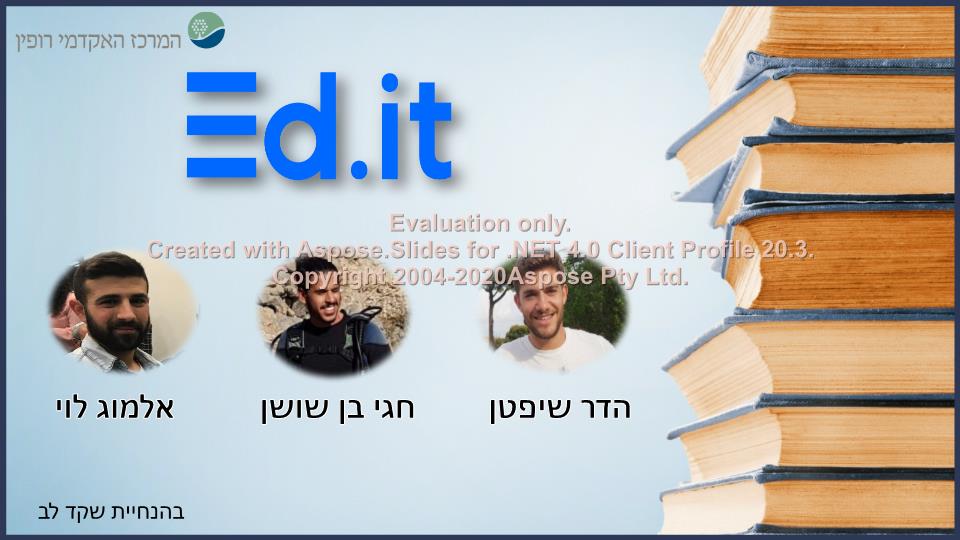 המרכז האקדמי רופין
Ed.it
Evaluation only.
Created with Aspose.Slides for .NET 4.0 Client Profile 20.3.
Copyright 2004-2020Aspose Pty Ltd.
הדר שיפטן
חגי בן שושן
אלמוג לוי
בהנחיית שקד לב